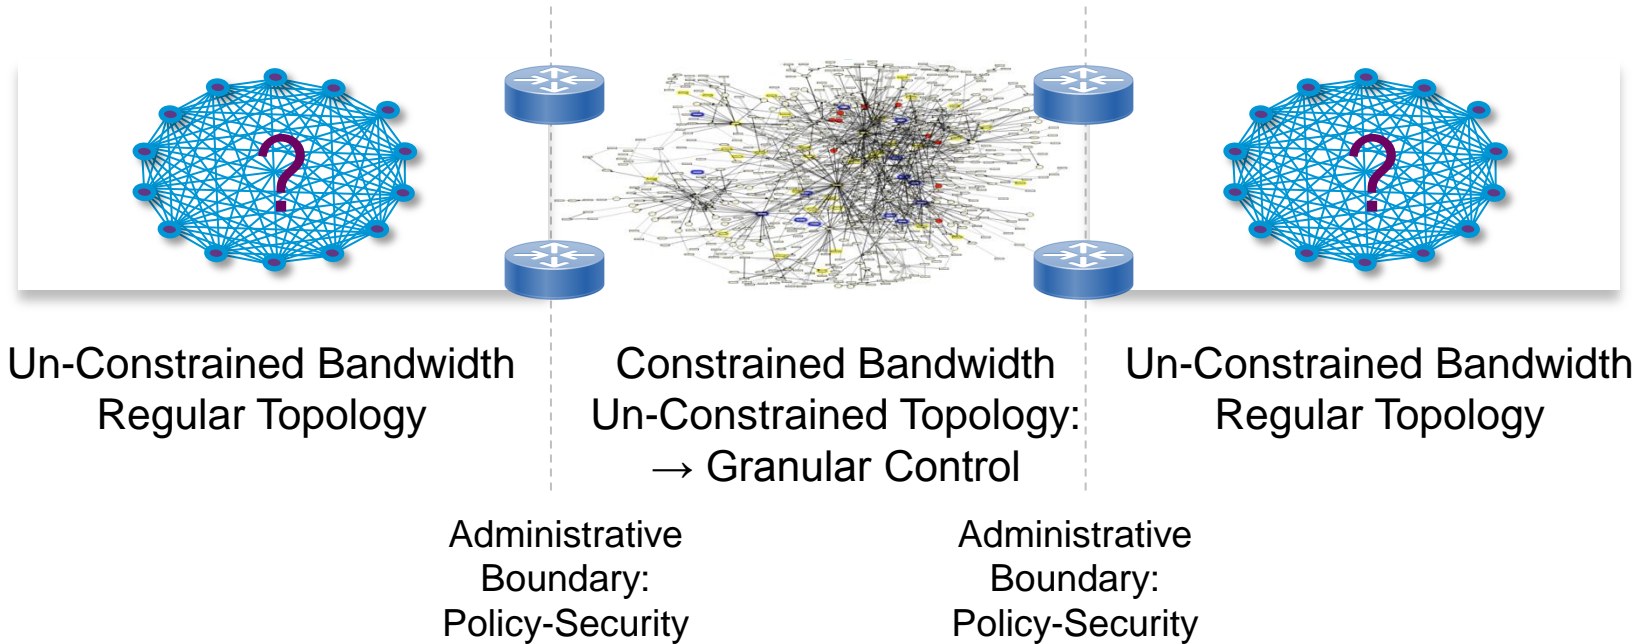 ?
?
Un-Constrained Bandwidth
Regular Topology
Constrained Bandwidth
Un-Constrained Topology:
→ Granular Control
Un-Constrained Bandwidth
Regular Topology
Administrative
Boundary:
Policy-Security
Administrative
Boundary:
Policy-Security